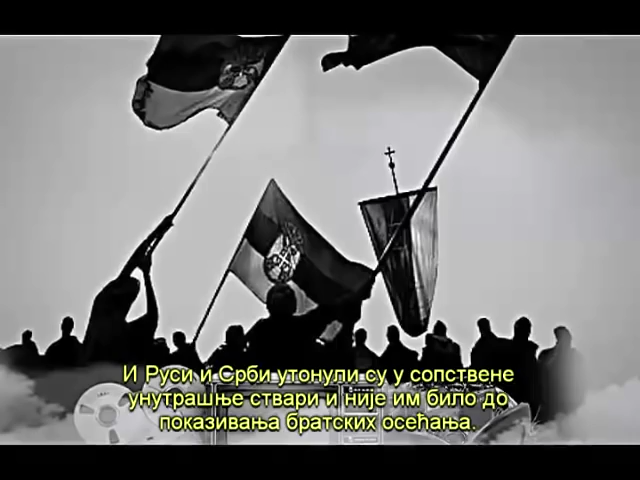 И Руси и Срби утонули су у сопствене
унутрашње ствари и није им било до
показивања братских осећања.